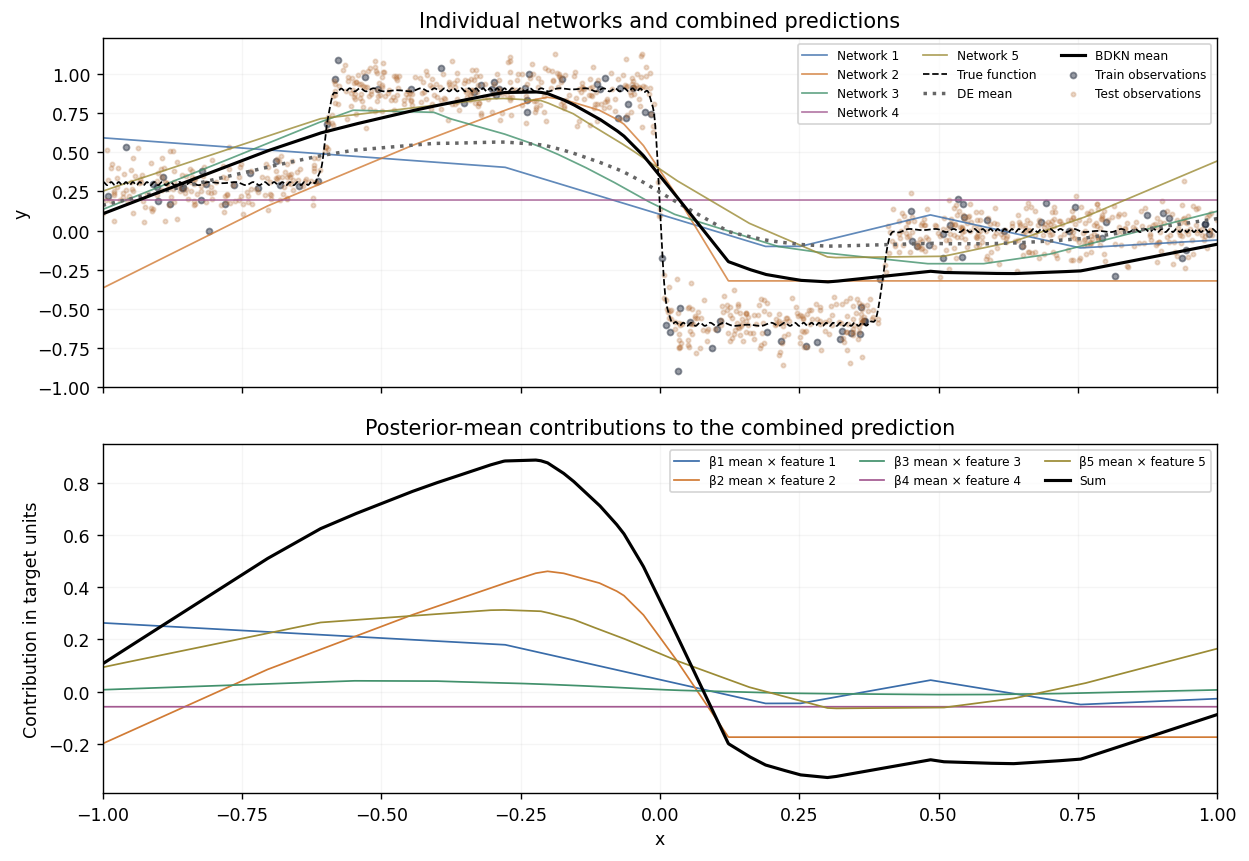 Individual networks and combined predictions
1.00
0.75
0.50
0.25
0.00
−0.25
−0.50
−0.75
−1.00
y
Network 1
Network 2
Network 3
Network 4
Network 5
True function
DE mean
BDKN mean
Train observations
Test observations
Posterior-mean contributions to the combined prediction
0.8
0.6
0.4
0.2
0.0
−0.2
Contribution in target units
β1 mean × feature 1
β2 mean × feature 2
β3 mean × feature 3
β4 mean × feature 4
β5 mean × feature 5
Sum
−1.00 −0.75 −0.50 −0.25 0.00 0.25 0.50 0.75 1.00
x